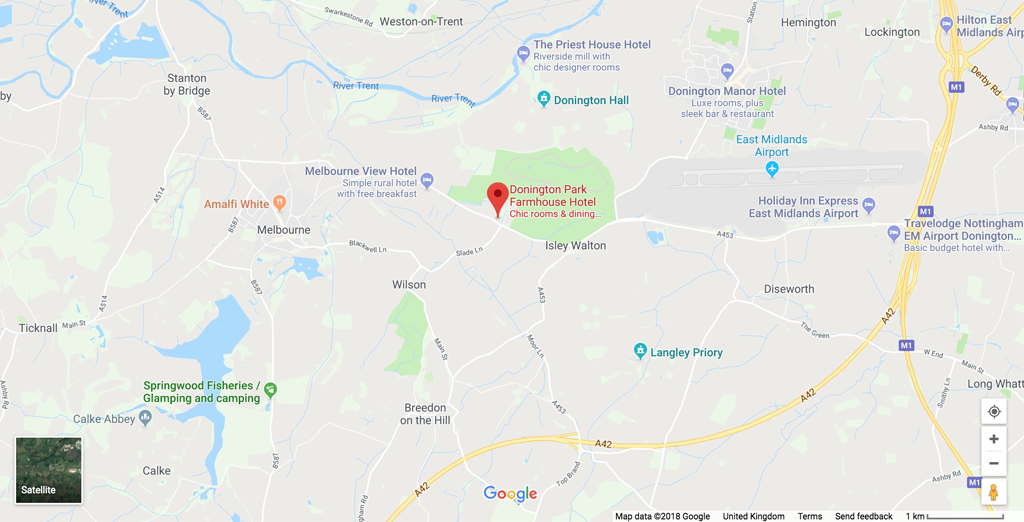 Weston-on-Trent
Swarkestone Rd
Hemington
Lockington
Hilton East
Midlands Airp
The Priest House Hotel
Riverside mill with
chic designer rooms
Stanton
by Bridge
by
River Trent
River Trent
B587
Donington Hall
Donington Manor Hotel
Luxe rooms, plus
sleek bar & restaurant
M1
Derby Rd
Ashby Rd
East Midlands
Airport
A514
Melbourne View Hotel
Simple rural hotel
with free breakfast
Donington Park
Farmhouse Hotel
Chic rooms & dining...
Amalfi White
Melbourne
B587
Holiday Inn Express
East Midlands Airport
M1
Travelodge Nottingham
EM Airport Donington...
Basic budget hotel with...
A453
Isley Walton
Blackwell Ln
Slade Ln
Wilson
B587
A514
A453
Diseworth
Ticknall
Main St
The Green
A42
Main St
Moor Ln
M1
W End
Main St
Langley Priory
Springwood Fisheries /
Glamping and camping
Ashby Rd
Smithy Ln
Long Whatt
Calke Abbey
Breedon
on the Hill
A453
A42
A42
Calke
Top Brand
Ashby Rd
A42
M1
ngham Rd
Satellite
Google
Map data ©2018 Google
United Kingdom
Terms
Send feedback
1 km